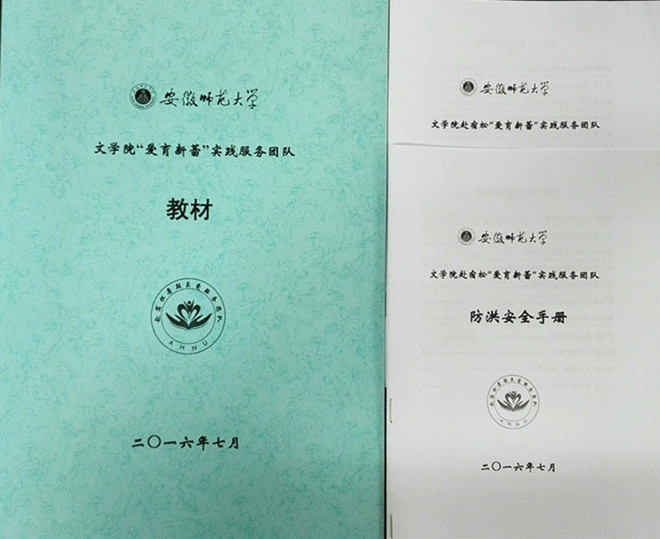 安徽师范大学
文学院“爱育新蕾”实践服务团队
教材
AHNU
二〇一六年七月
安徽师范大学
文学院赴宿松“爱育新蕾”实践服务团队
安徽师范大学
文学院赴宿松“爱育新蕾”实践服务团队
防洪安全手册
AHNU
二〇一六年七月